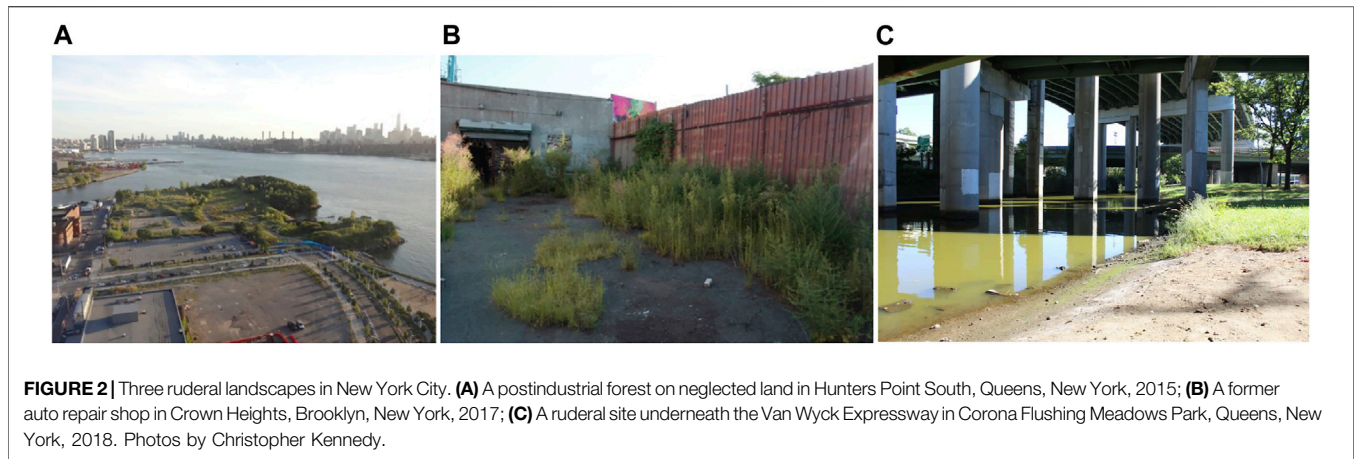 A
B
C
FIGURE 2 | Three ruderal landscapes in New York City. (A) A postindustrial forest on neglected land in Hunters Point South, Queens, New York, 2015; (B) A former
auto repair shop in Crown Heights, Brooklyn, New York, 2017; (C) A ruderal site underneath the Van Wyck Expressway in Corona Flushing Meadows Park, Queens, New
York, 2018. Photos by Christopher Kennedy.